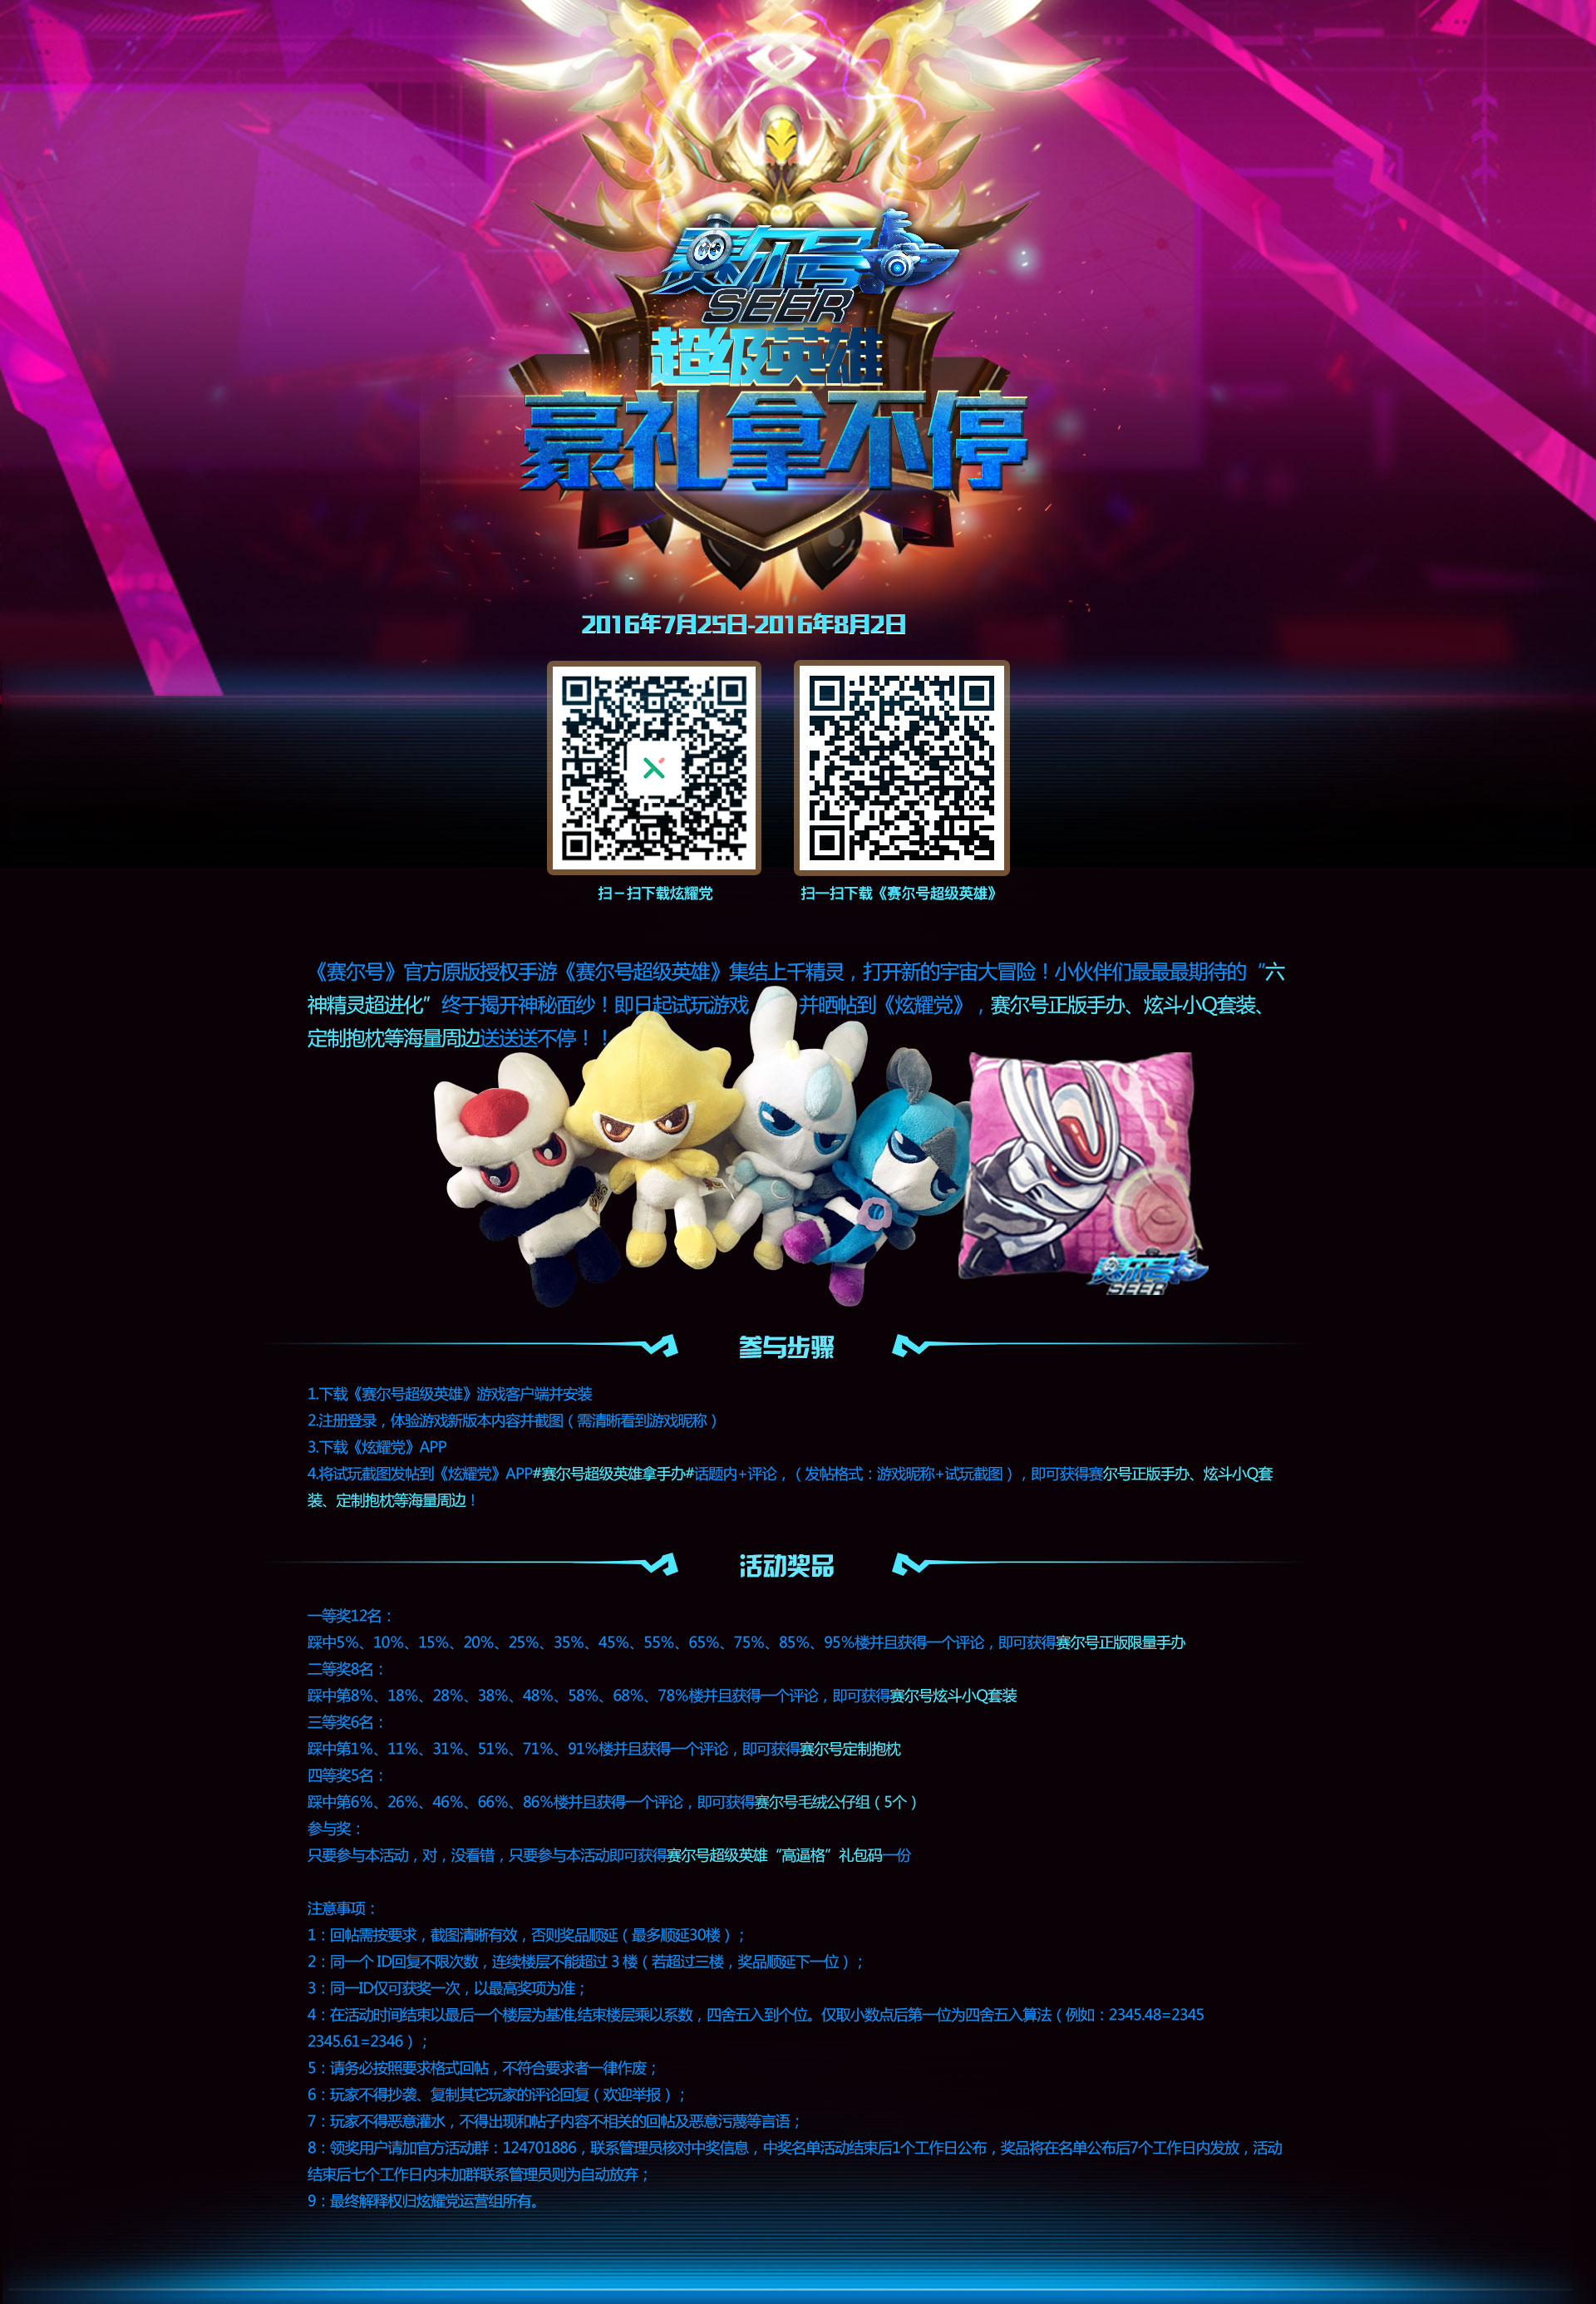 赛尔号
SEER
超级英雄
豪礼拿不停
2016年7月25日-2016年8月2日
扫一扫下载炫耀党
扫一扫下载《赛尔号超级英雄》
《赛尔号》官方原版授权手游《赛尔号超级英雄》集结上千精灵，打开新的宇宙大冒险！小伙伴们最最最期待的“六
神精灵超进化”终于揭开神秘面纱！即日起试玩游戏 并晒帖到《炫耀党》，赛尔号正版手办、炫斗小Q套装、
定制抱枕等海量周边送送送不停！！
赛尔号
SEER
参与步骤
1.下载《赛尔号超级英雄》游戏客户端并安装
2.注册登录，体验游戏新版本内容并截图（需清晰看到游戏昵称）
3.下载《炫耀党》APP
4.将试玩截图发帖到《炫耀党》APP#赛尔号超级英雄拿手办#话题内+评论，（发帖格式：游戏昵称+试玩截图），即可获得赛尔号正版手办、炫斗小Q套
装、定制抱枕等海量周边！
活动奖品
一等奖12名：
踩中5%、10%、15%、20%、25%、35%、45%、55%、65%、75%、85%、95%楼并且获得一个评论，即可获得赛尔号正版限量手办
二等奖8名：
踩中第8%、18%、28%、38%、48%、58%、68%、78%楼并且获得一个评论，即可获得赛尔号炫斗小Q套装
三等奖6名：
踩中第1%、11%、31%、51%、71%、91%楼并且获得一个评论，即可获得赛尔号定制抱枕
四等奖5名：
踩中第6%、26%、46%、66%、86%楼并且获得一个评论，即可获得赛尔号毛绒公仔组（5个）
参与奖：
只要参与本活动，对，没看错，只要参与本活动即可获得赛尔号超级英雄“高逼格”礼包码一份
注意事项：
1：回帖需按要求，截图清晰有效，否则奖品顺延（最多顺延30楼）；
2：同一个 ID回复不限次数，连续楼层不能超过 3 楼（若超过三楼，奖品顺延下一位）；
3：同一ID仅可获奖一次，以最高奖项为准；
4：在活动时间结束以最后一个楼层为基准,结束楼层乘以系数，四舍五入到个位。仅取小数点后第一位为四舍五入算法（例如：2345.48=2345
2345.61=2346）；
5：请务必按照要求格式回帖，不符合要求者一律作废；
6：玩家不得抄袭、复制其它玩家的评论回复（欢迎举报）；
7：玩家不得恶意灌水，不得出现和帖子内容不相关的回帖及恶意污蔑等言语；
8：领奖用户请加官方活动群：124701886，联系管理员核对中奖信息，中奖名单活动结束后1个工作日公布，奖品将在名单公布后7个工作日内发放，活动
结束后七个工作日内未加群联系管理员则为自动放弃；
9：最终解释权归炫耀党运营组所有。